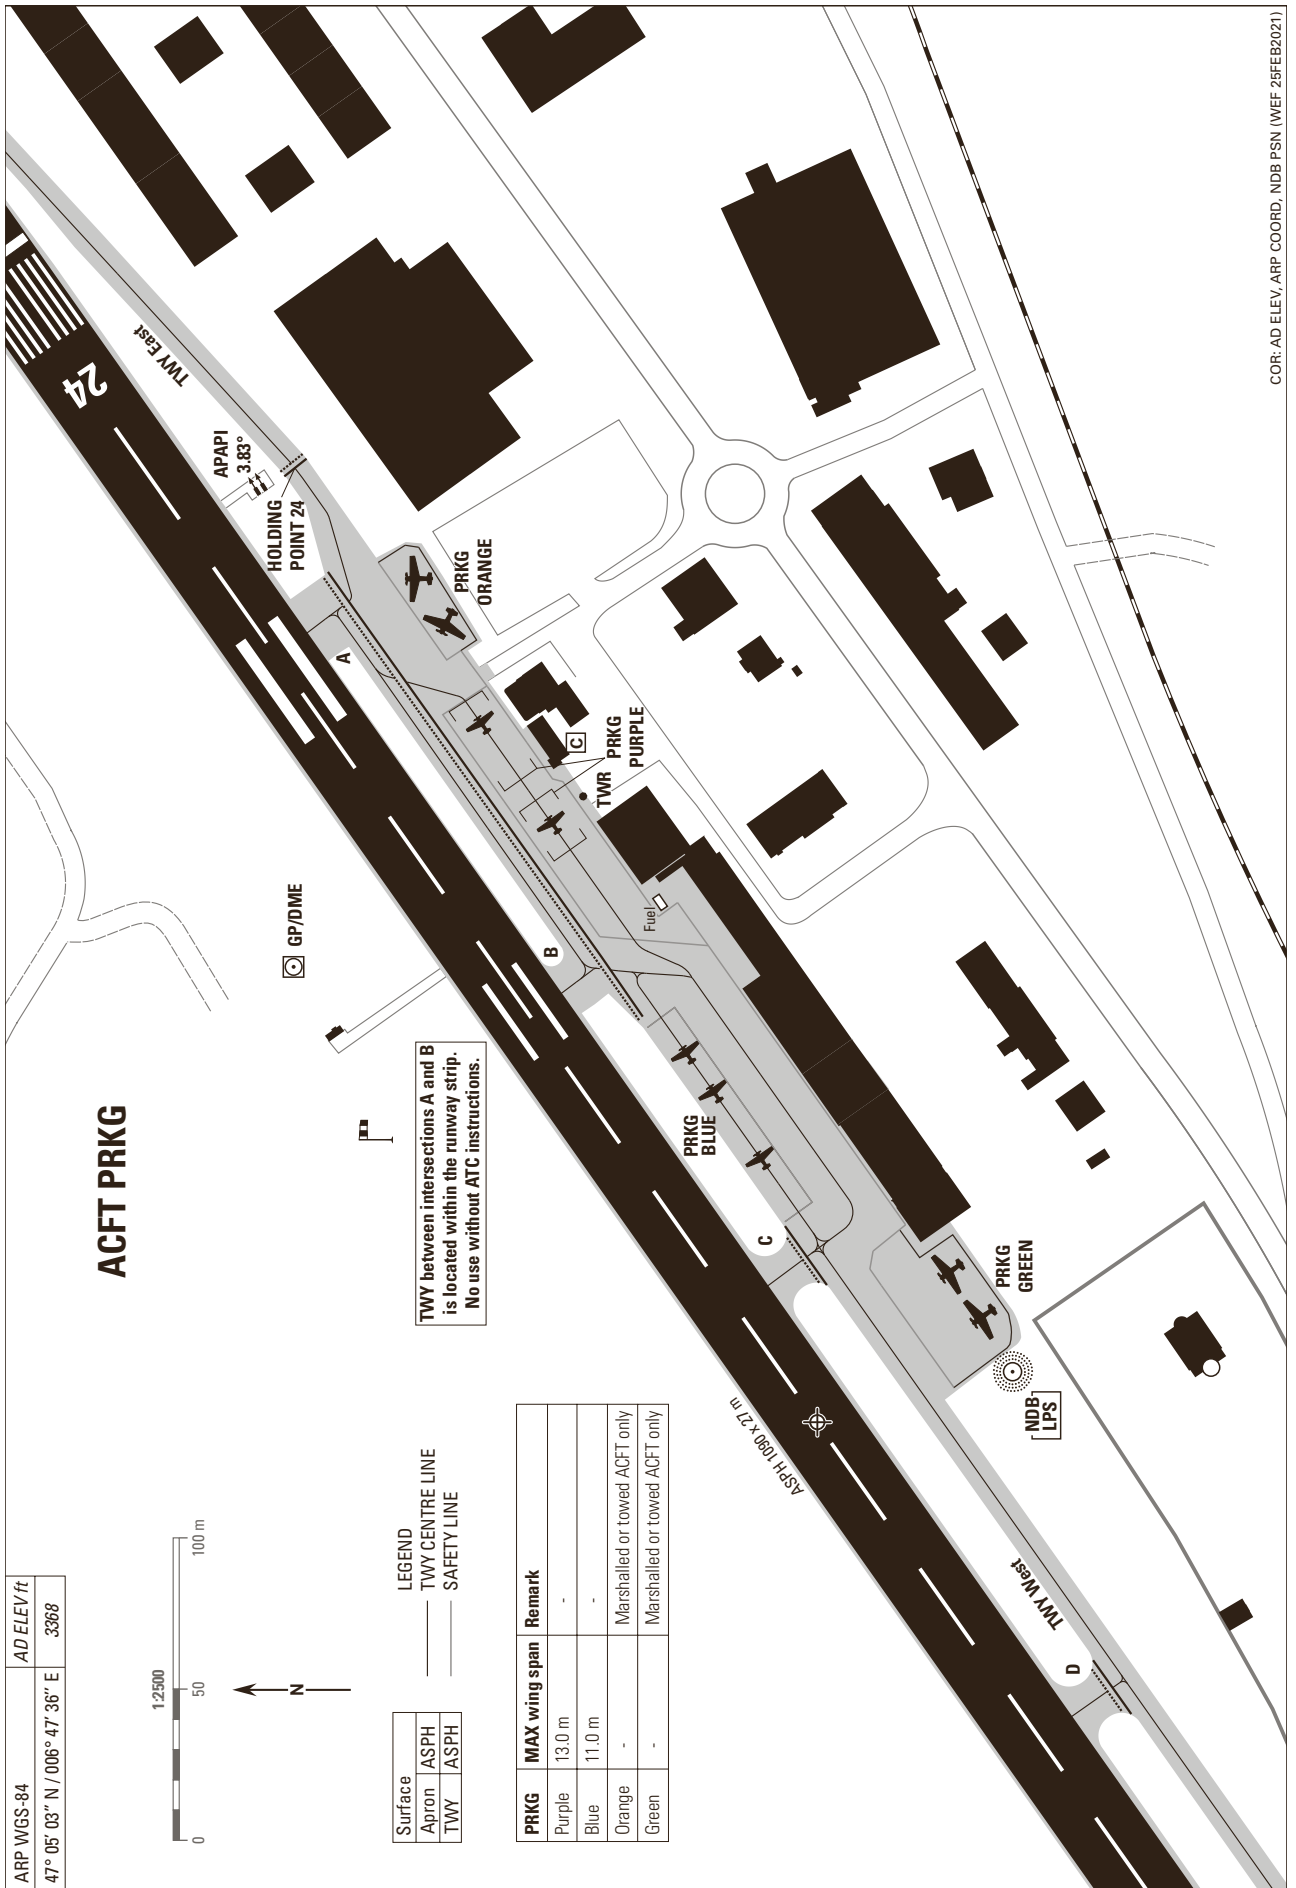 ARP WGS-84 AD ELEV ft
47° 05' 03" N / 006° 47' 36" E 3368
ACFT PRKG
1:2500
0 50 100 m
N
Surface
Apron ASPH
TWY ASPH
LEGEND
TWY CENTRE LINE
SAFETY LINE
TWY between intersections A and B
is located within the runway strip.
No use without ATC instructions.
PRKG MAX wing span Remark
Purple 13.0 m -
Blue 11.0 m -
Orange - Marshalled or towed ACFT only
Green - Marshalled or towed ACFT only
GP/DME
24
TWY East
APAPI
3.83°
HOLDING
POINT 24
A
PRKG
ORANGE
B
C
PRKG
PURPLE
TWR
Fuel
PRKG
BLUE
C
PRKG
GREEN
NDB
LPS
ASPH 1090 x 27 m
TWY West
D
COR: AD ELEV, ARP COORD, NDB PSN (WEF 25FEB2021)